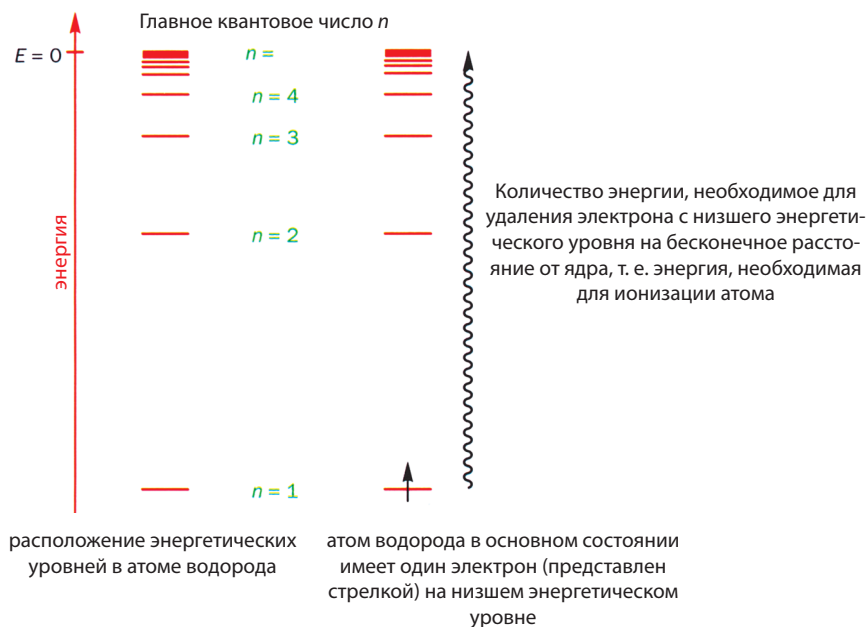 Главное квантовое число n
E = 0
n =
n = 4
n = 3
n = 2
n = 1
энергия
Количество энергии, необходимое для
удаления электрона с низшего энергети-
ческого уровня на бесконечное рассто-
яние от ядра, т. е. энергия, необходимая
для ионизации атома
расположение энергетических
уровней в атоме водорода
атом водорода в основном состоянии
имеет один электрон (представлен
стрелкой) на низшем энергетическом
уровне